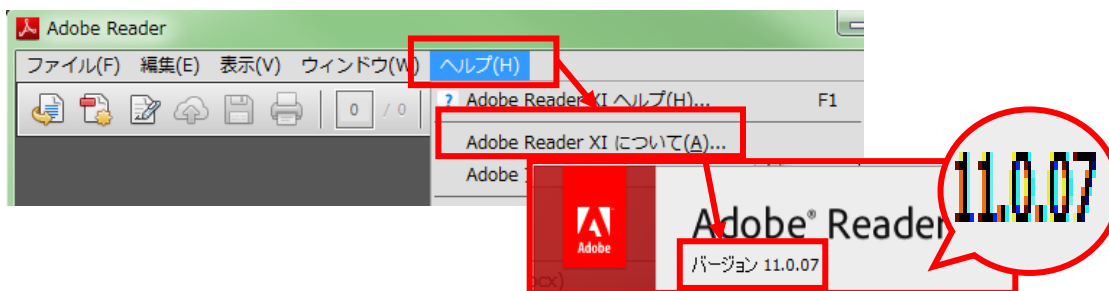 Adobe Reader
ファイル(F) 編集(E) 表示(V) ウィンドウ(W) ヘルプ(H)
0 / 0
? Adobe Reader XI ヘルプ(H)... F1
Adobe Reader XI について(A)...
Adobe
11.0.07
Adobe
Adobe® Reader
バージョン 11.0.07
ocx)